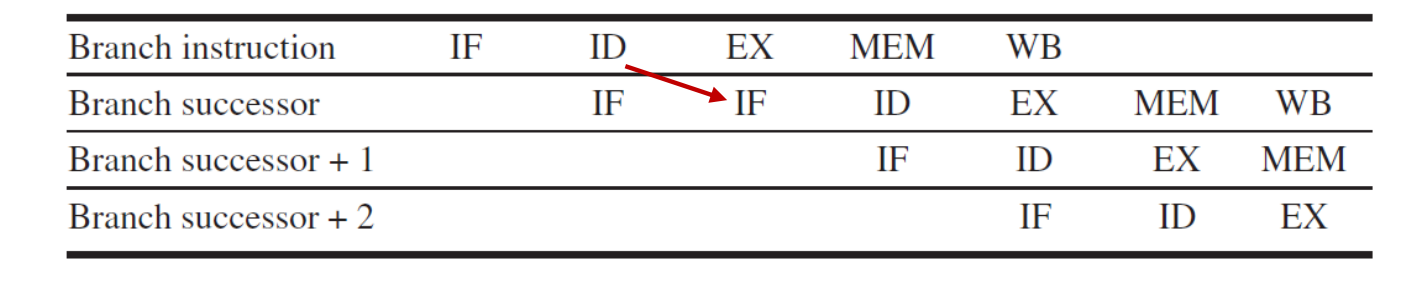 Branch instruction IF ID EX MEM WB
Branch successor IF IF ID EX MEM WB
Branch successor + 1 IF ID EX MEM
Branch successor + 2 IF ID EX